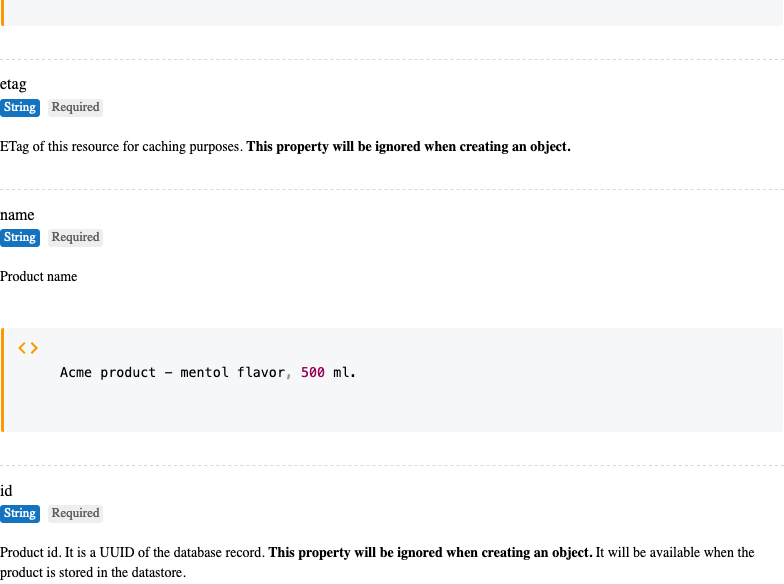 etag
String Required
ETag of this resource for caching purposes. This property will be ignored when creating an object.
name
String Required
Product name
<>
Acme product - mentol flavor, 500 ml.
id
String Required
Product id. It is a UUID of the database record. This property will be ignored when creating an object. It will be available when the
product is stored in the datastore.